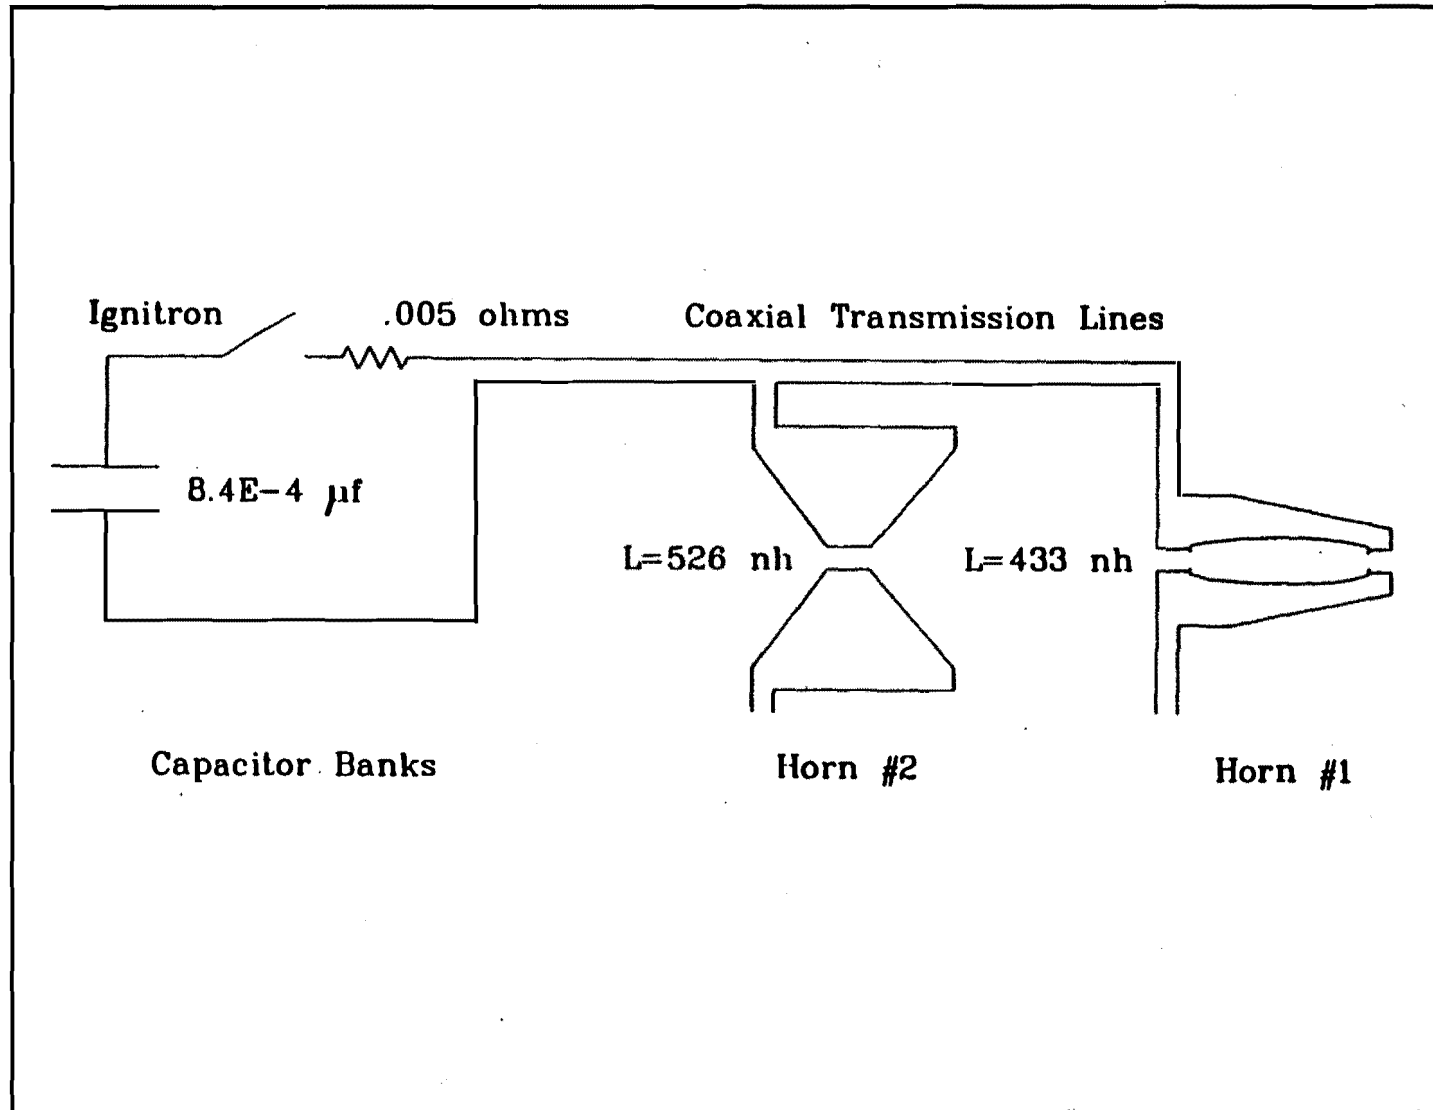 Ignitron
.005 ohms
Coaxial Transmission Lines
8.4E-4 µf
L=526 nh
L=433 nh
Capacitor Banks
Horn #2
Horn #1